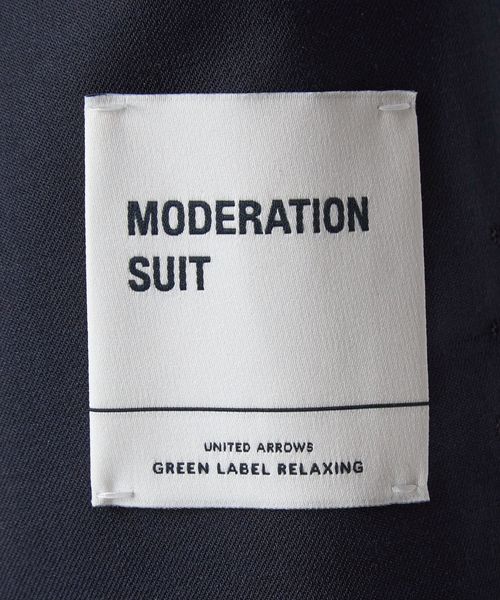 MODERATION
SUIT
UNITED ARROWS
GREEN LABEL RELAXING